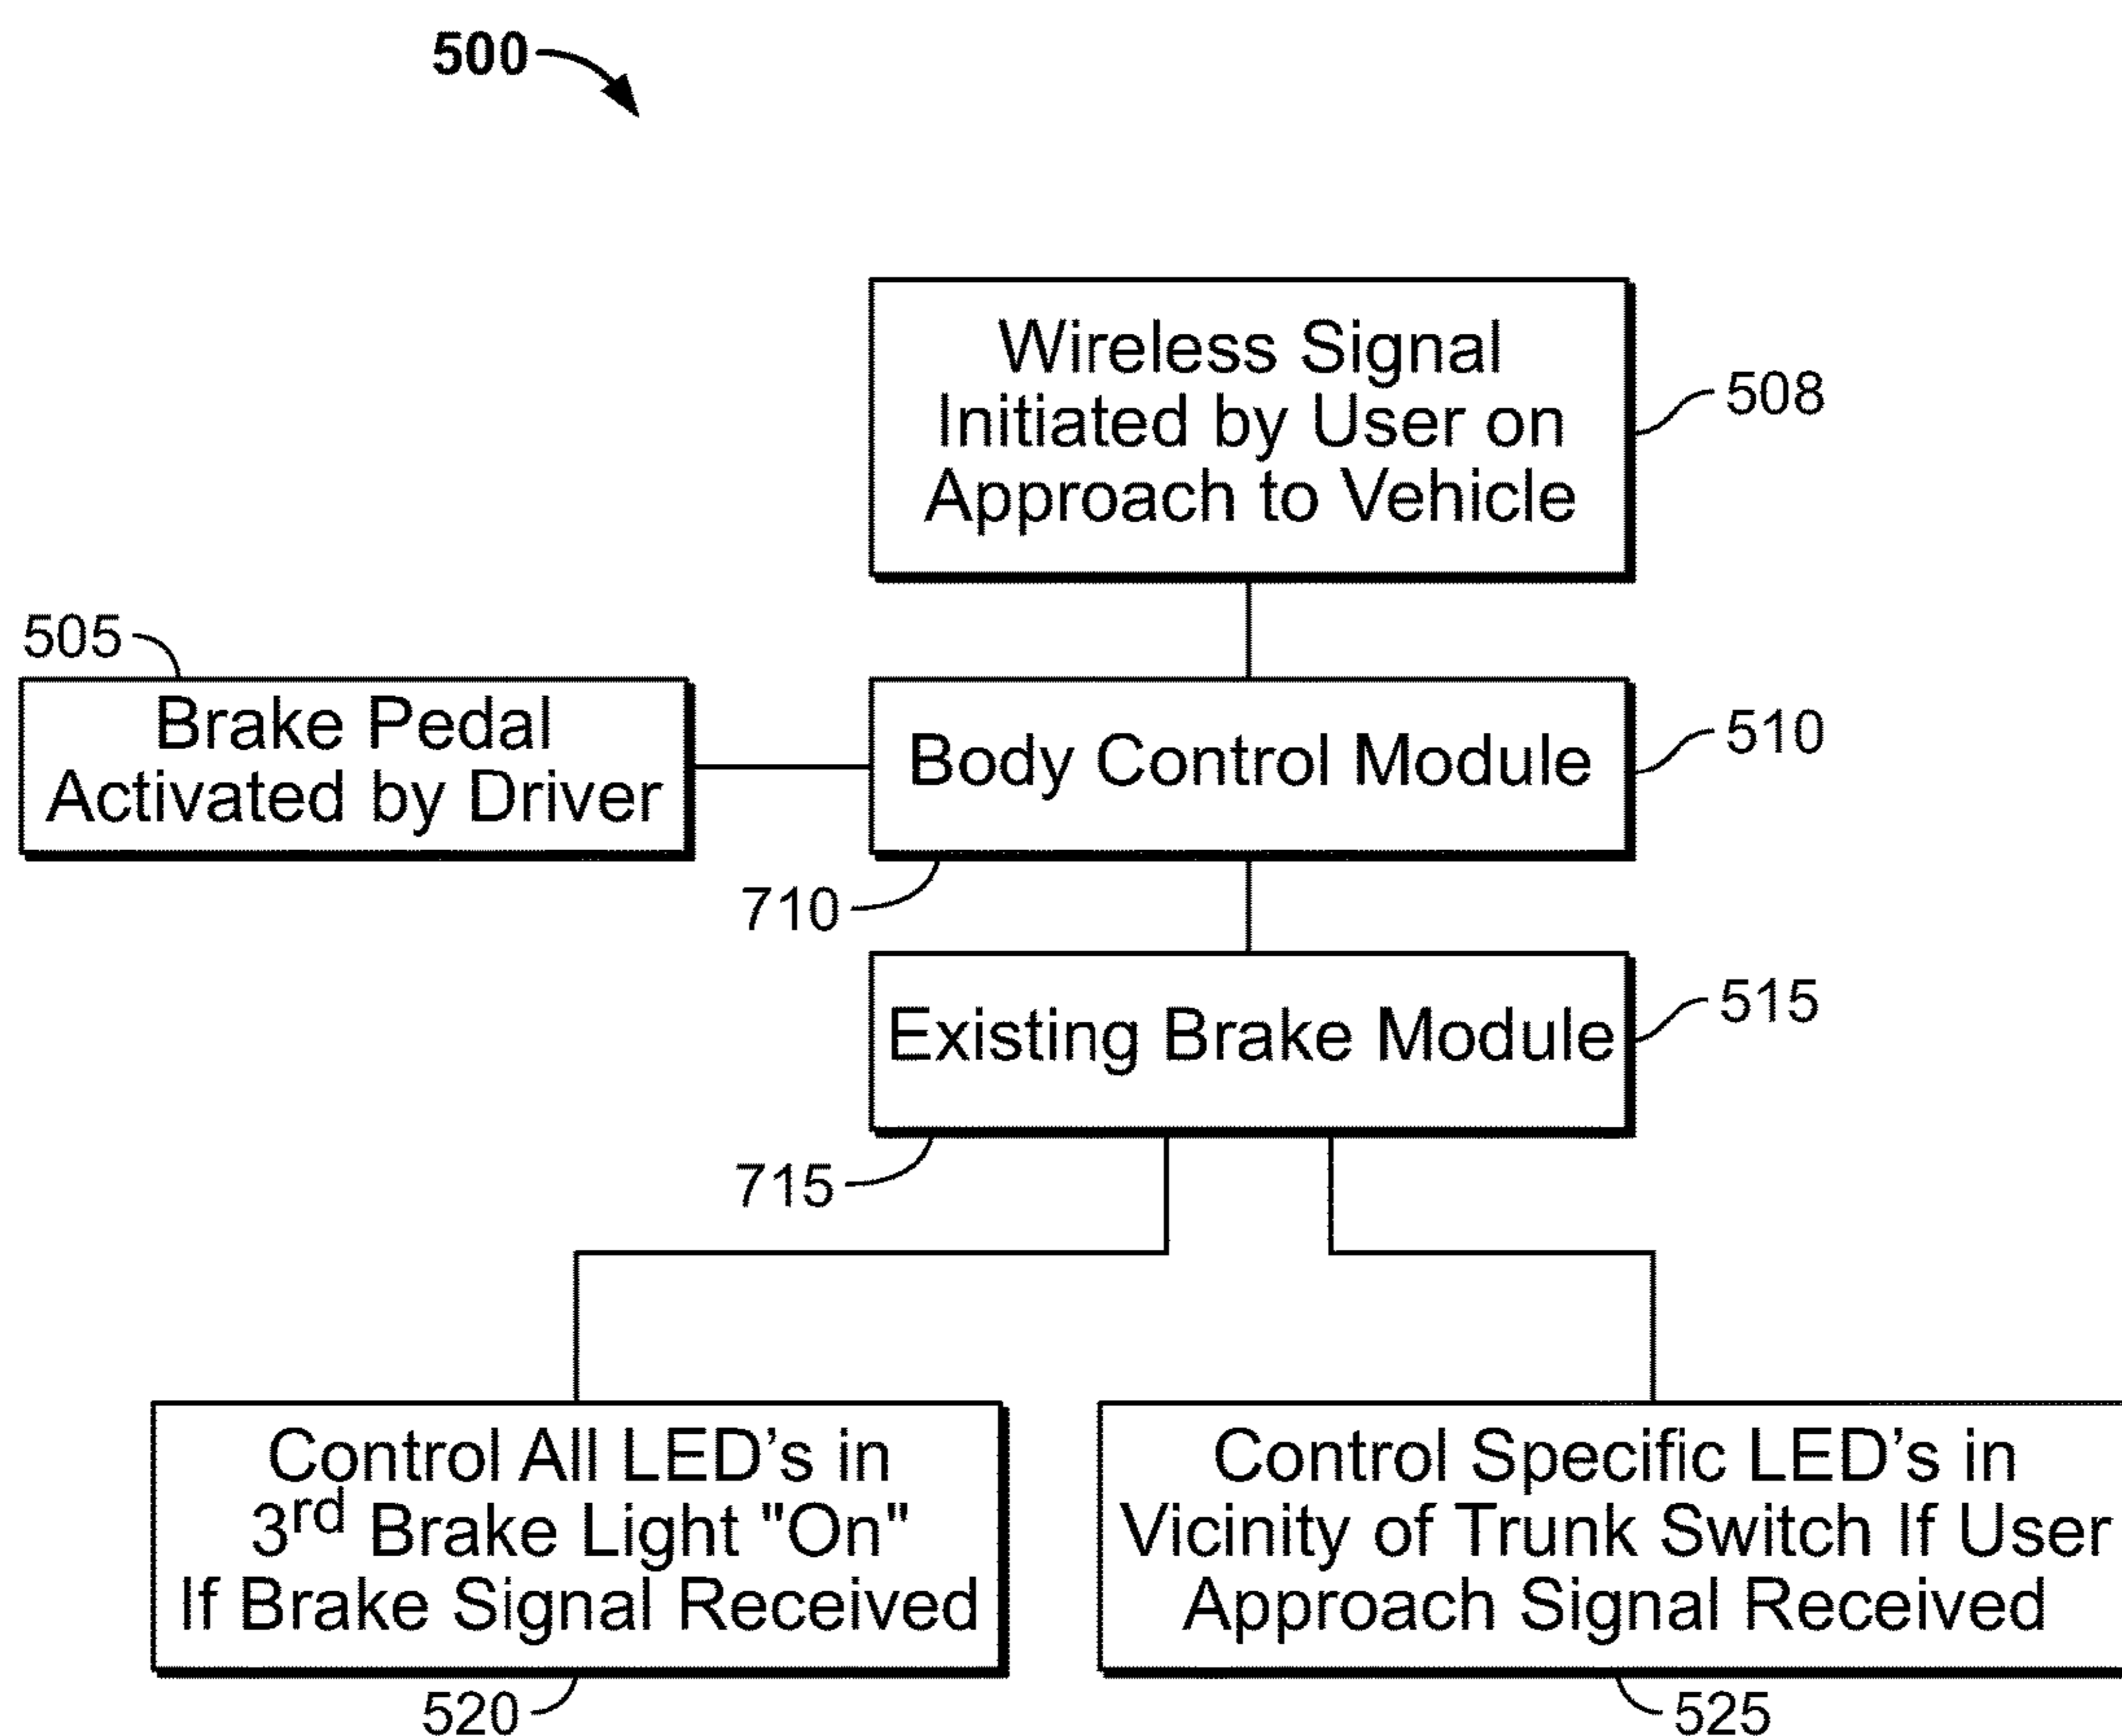 500
Wireless Signal
Initiated by User on
Approach to Vehicle
508
505
Brake Pedal
Activated by Driver
Body Control Module
510
710
Existing Brake Module
515
715
Control All LED's in
3rd Brake Light "On"
If Brake Signal Received
520
Control Specific LED's in
Vicinity of Trunk Switch If User
Approach Signal Received
525